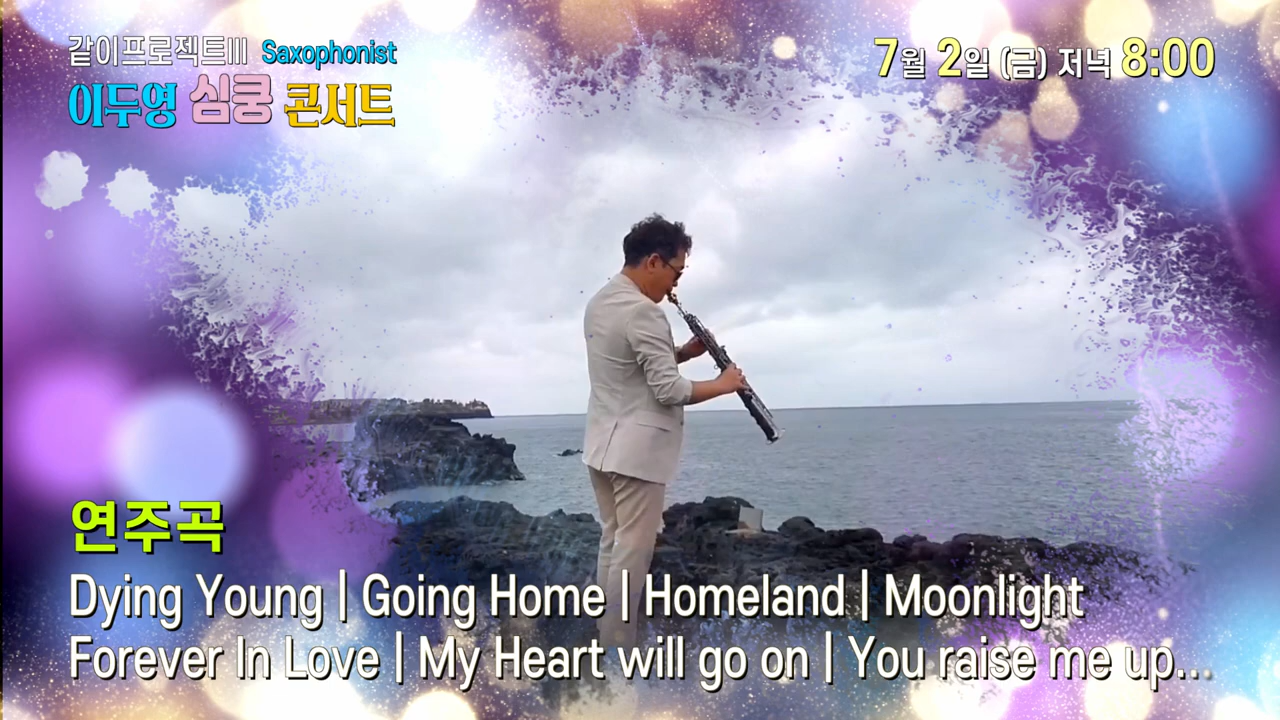 같이프로젝트III Saxophonist
이두영 심쿵 콘서트
7월 2일 (금) 저녁 8:00
연주곡
Dying Young | Going Home | Homeland | Moonlight
Forever In Love | My Heart will go on | You raise me up...